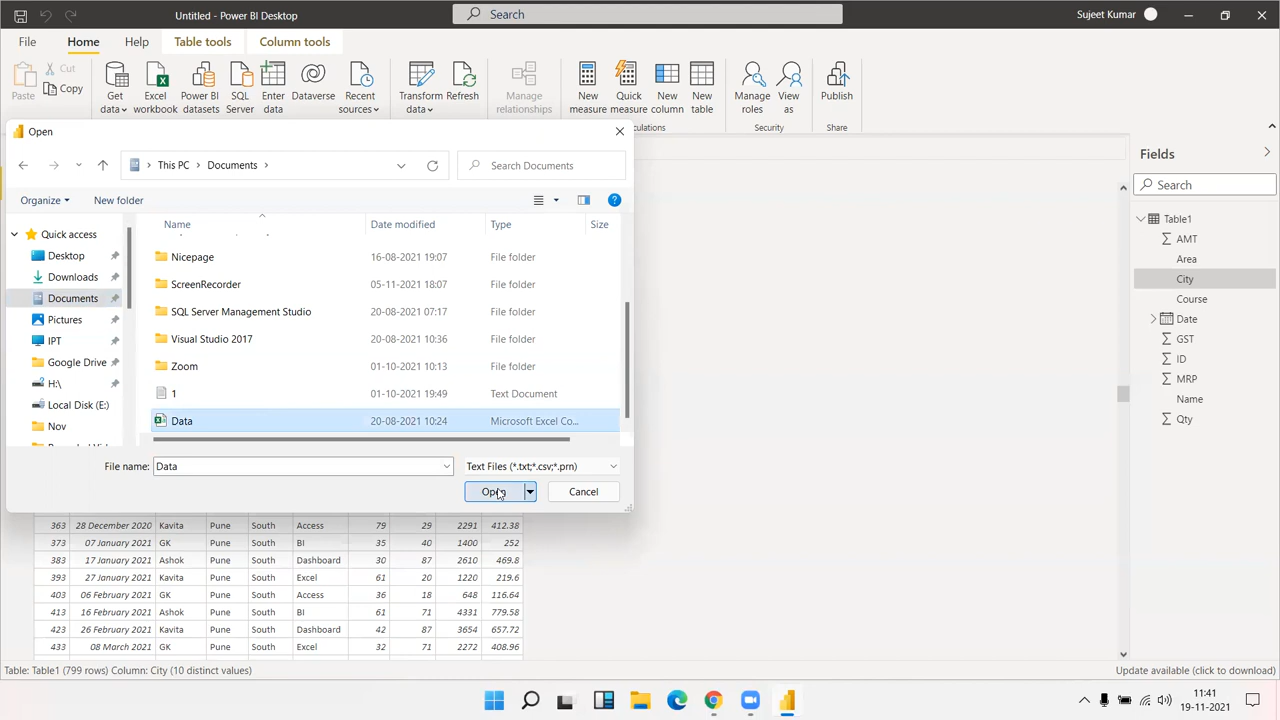 Untitled - Power BI Desktop
Search
Sujeet Kumar
File
Home
Help
Table tools
Column tools
Paste
Cut
Copy
Get data
Excel workbook
Power BI datasets
SQL Server
Enter data
Dataverse
Recent sources
Transform data
Refresh
Manage relationships
New measure
Quick measure
New column
New table
Manage roles
View as
Publish
Security
Share
Open
This PC
Documents
Search Documents
Organize
New folder
Name
Date modified
Type
Size
Quick access
Desktop
Downloads
Documents
Pictures
IPT
Google Drive
H:\
Local Disk (E:)
Nov
Nicepage 16-08-2021 19:07 File folder
ScreenRecorder 05-11-2021 18:07 File folder
SQL Server Management Studio 20-08-2021 07:17 File folder
Visual Studio 2017 20-08-2021 10:36 File folder
Zoom 01-10-2021 10:13 File folder
1 01-10-2021 19:49 Text Document
Data 20-08-2021 10:24 Microsoft Excel Co...
File name: Data
Text Files (*.txt;*.csv;*.prn)
Open
Cancel
363 28 December 2020 Kavita Pune South Access 79 29 2291 412.38
373 07 January 2021 GK Pune South BI 35 40 1400 252
383 17 January 2021 Ashok Pune South Dashboard 30 87 2610 469.8
393 27 January 2021 Kavita Pune South Excel 61 20 1220 219.6
403 06 February 2021 GK Pune South Access 36 18 648 116.64
413 16 February 2021 Ashok Pune South BI 61 71 4331 779.58
423 26 February 2021 Kavita Pune South Dashboard 42 87 3654 657.72
433 08 March 2021 GK Pune South Excel 32 71 2272 408.96
Fields
Search
Table1
AMT
Area
City
Course
Date
GST
ID
MRP
Name
Qty
Table: Table1 (799 rows) Column: City (10 distinct values)
Update available (click to download)
11:41
19-11-2021